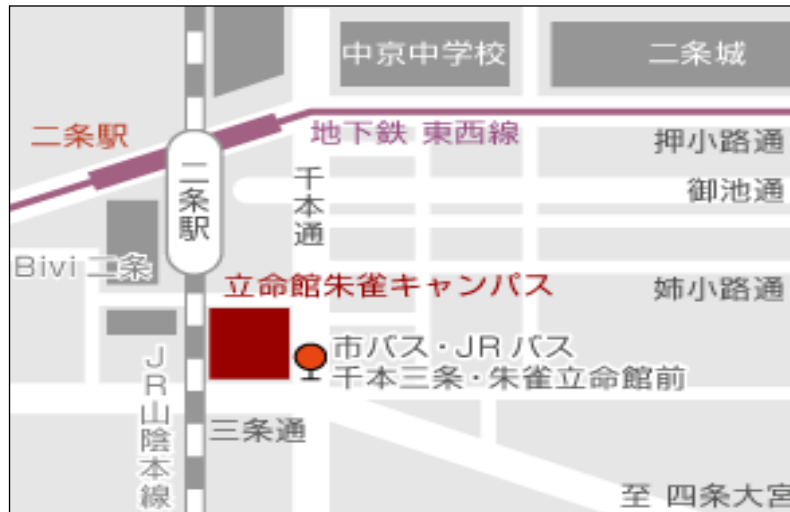 中京中学校
二条城
二条駅
地下鉄 東西線
押小路通
二条駅
千本通
御池通
Bivi 二条
立命館朱雀キャンパス
姉小路通
市バス・JRバス
千本三条・朱雀立命館前
JR山陰本線
三条通
至 四条大宮